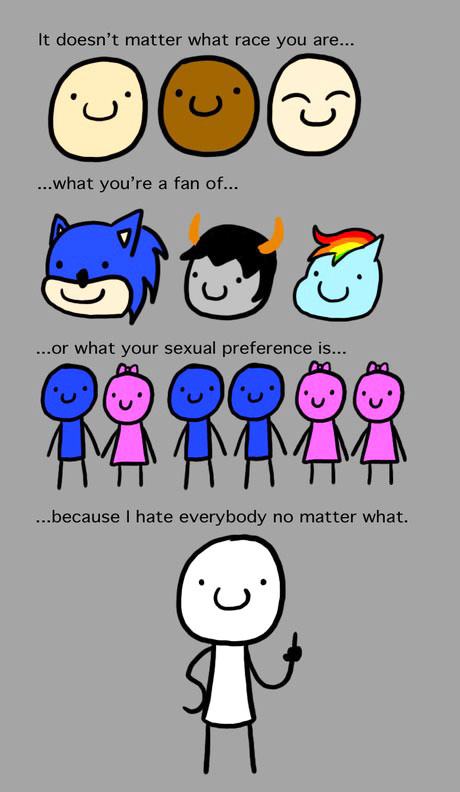 It doesn't matter what race you are...
...what you're a fan of...
...or what your sexual preference is...
...because I hate everybody no matter what.